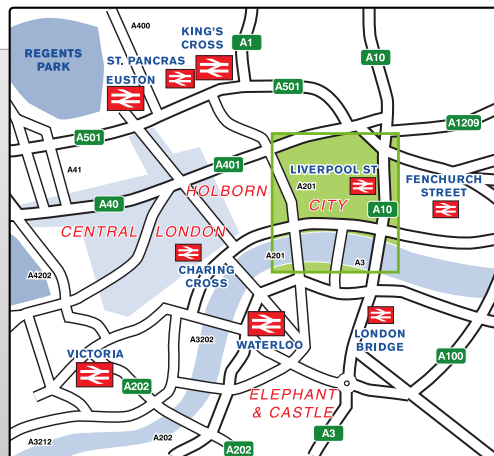 A400
KING'S
CROSS
A1
REGENTS
PARK
ST. PANCRAS
A10
EUSTON
A501
A1209
A501
A41
A401
LIVERPOOL ST
A201
FENCHURCH
STREET
HOLBORN
CITY
A40
A10
CENTRAL LONDON
A4202
CHARING
CROSS
A201
A3
A3202
WATERLOO
LONDON
BRIDGE
VICTORIA
A100
A202
ELEPHANT
& CASTLE
A3
A3212
A202
A202